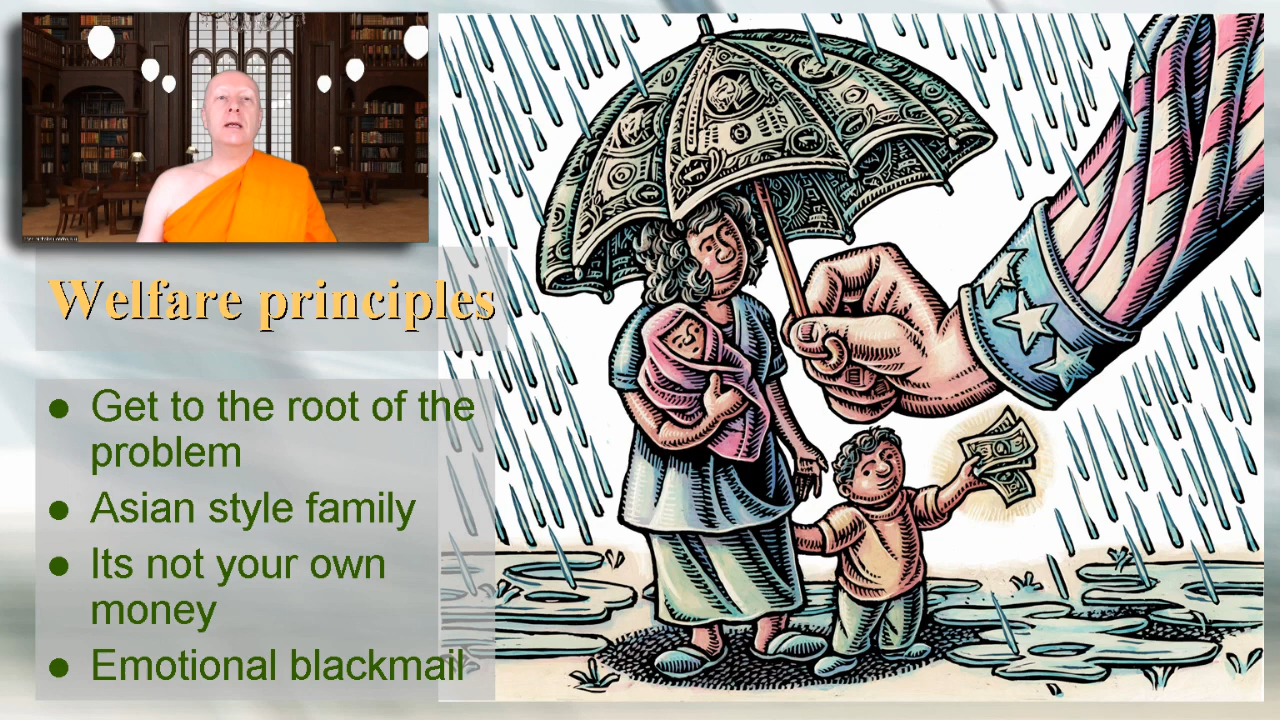 Welfare principles
● Get to the root of the
problem
● Asian style family
● Its not your own
money
● Emotional blackmail